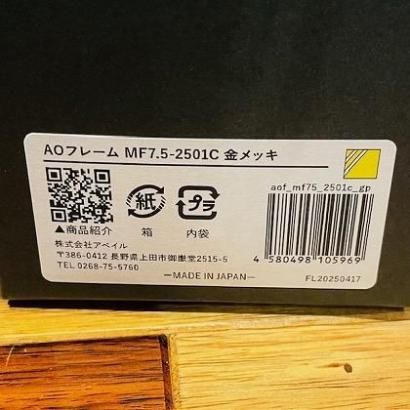 AOフレーム MF7.5-2501C 金メッキ
aof_mf75_2501c_gp
紙
プラ
▲商品紹介 箱 内袋
株式会社アベイル
〒386-0412 長野県上田市御嶽堂2515-5
TEL 0268-75-5760
4 580498 105969
—MADE IN JAPAN—
FL20250417